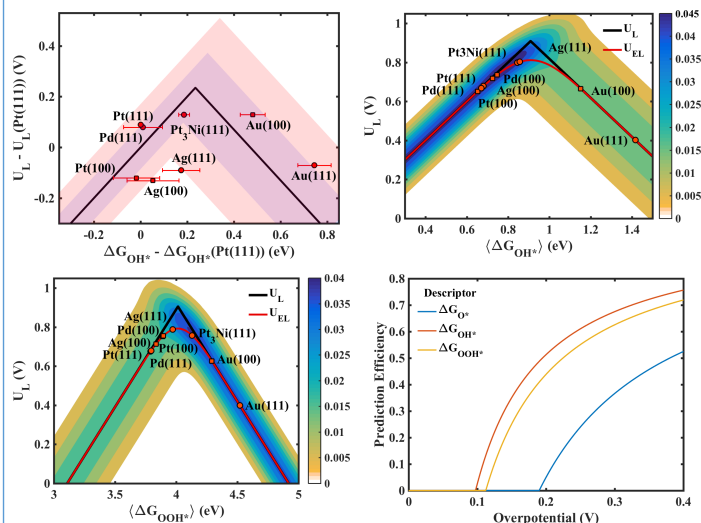 0.4
0.2
0
-0.2
U_L - U_L(Pt(111)) (V)
Pt(111)
Pd(111)
Pt_3Ni(111)
Au(100)
Pt(100)
Ag(111)
Au(111)
Ag(100)
-0.2 0 0.2 0.4 0.6 0.8
ΔG_OH* - ΔG_OH*(Pt(111)) (eV)
1
0.8
0.6
0.4
0.2
0
U_L (V)
U_L
U_EL
Pt3Ni(111)
Ag(111)
Pt(111)
Pd(111)
Pd(100)
Ag(100)
Pt(100)
Au(100)
Au(111)
0.4 0.6 0.8 1 1.2 1.4
⟨ΔG_OH*⟩ (eV)
0.045
0.04
0.035
0.03
0.025
0.02
0.015
0.01
0.005
0
1
0.8
0.6
0.4
0.2
0
U_L (V)
U_L
U_EL
Ag(111)
Pd(100)
Ag(100)
Pt(111)
Pt_3Ni(111)
Pt(100)
Pd(111)
Au(100)
Au(111)
3 3.5 4 4.5 5
⟨ΔG_OOH*⟩ (eV)
0.04
0.035
0.03
0.025
0.02
0.015
0.01
0.005
0
0.8
0.7
0.6
0.5
0.4
0.3
0.2
0.1
0
Prediction Efficiency
Descriptor
ΔG_O*
ΔG_OH*
ΔG_OOH*
0 0.1 0.2 0.3 0.4
Overpotential (V)